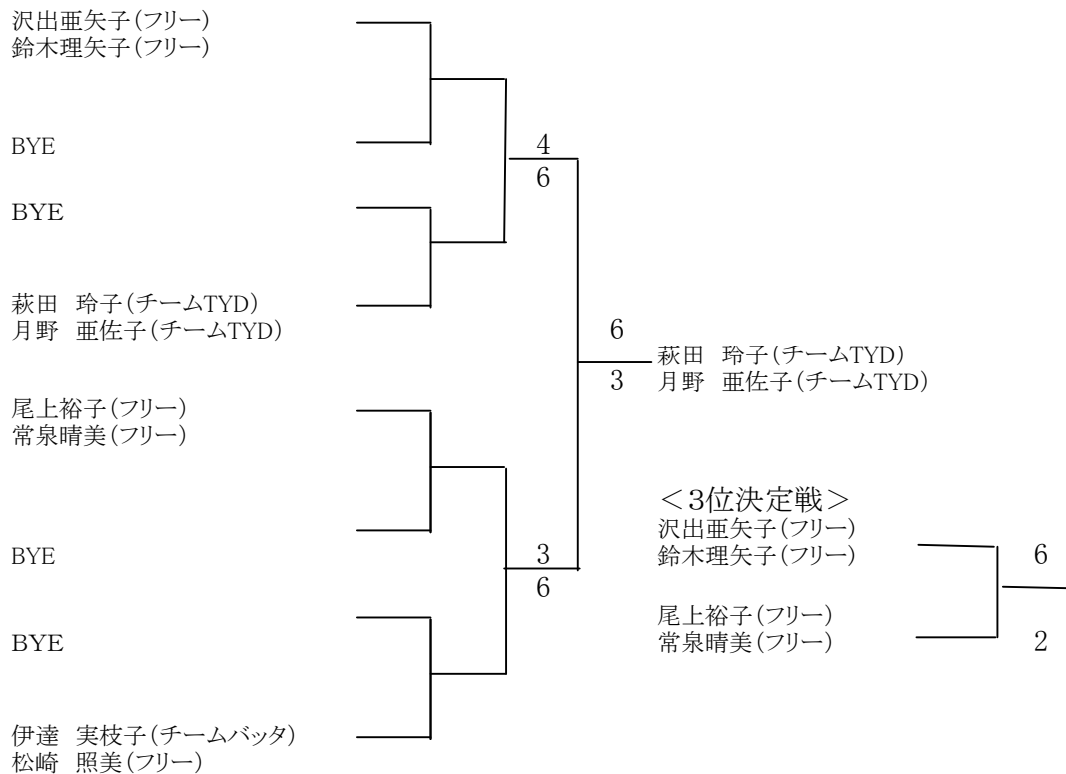 沢出亜矢子(フリー)
鈴木理矢子(フリー)
BYE
4
6
BYE
萩田　玲子(チームTYD)
月野　亜佐子(チームTYD)
6
3
萩田　玲子(チームTYD)
月野　亜佐子(チームTYD)
尾上裕子(フリー)
常泉晴美(フリー)
BYE
3
6
BYE
伊達　実枝子(チームバッタ)
松崎　照美(フリー)
＜3位決定戦＞
沢出亜矢子(フリー)
鈴木理矢子(フリー)
6
尾上裕子(フリー)
常泉晴美(フリー)
2